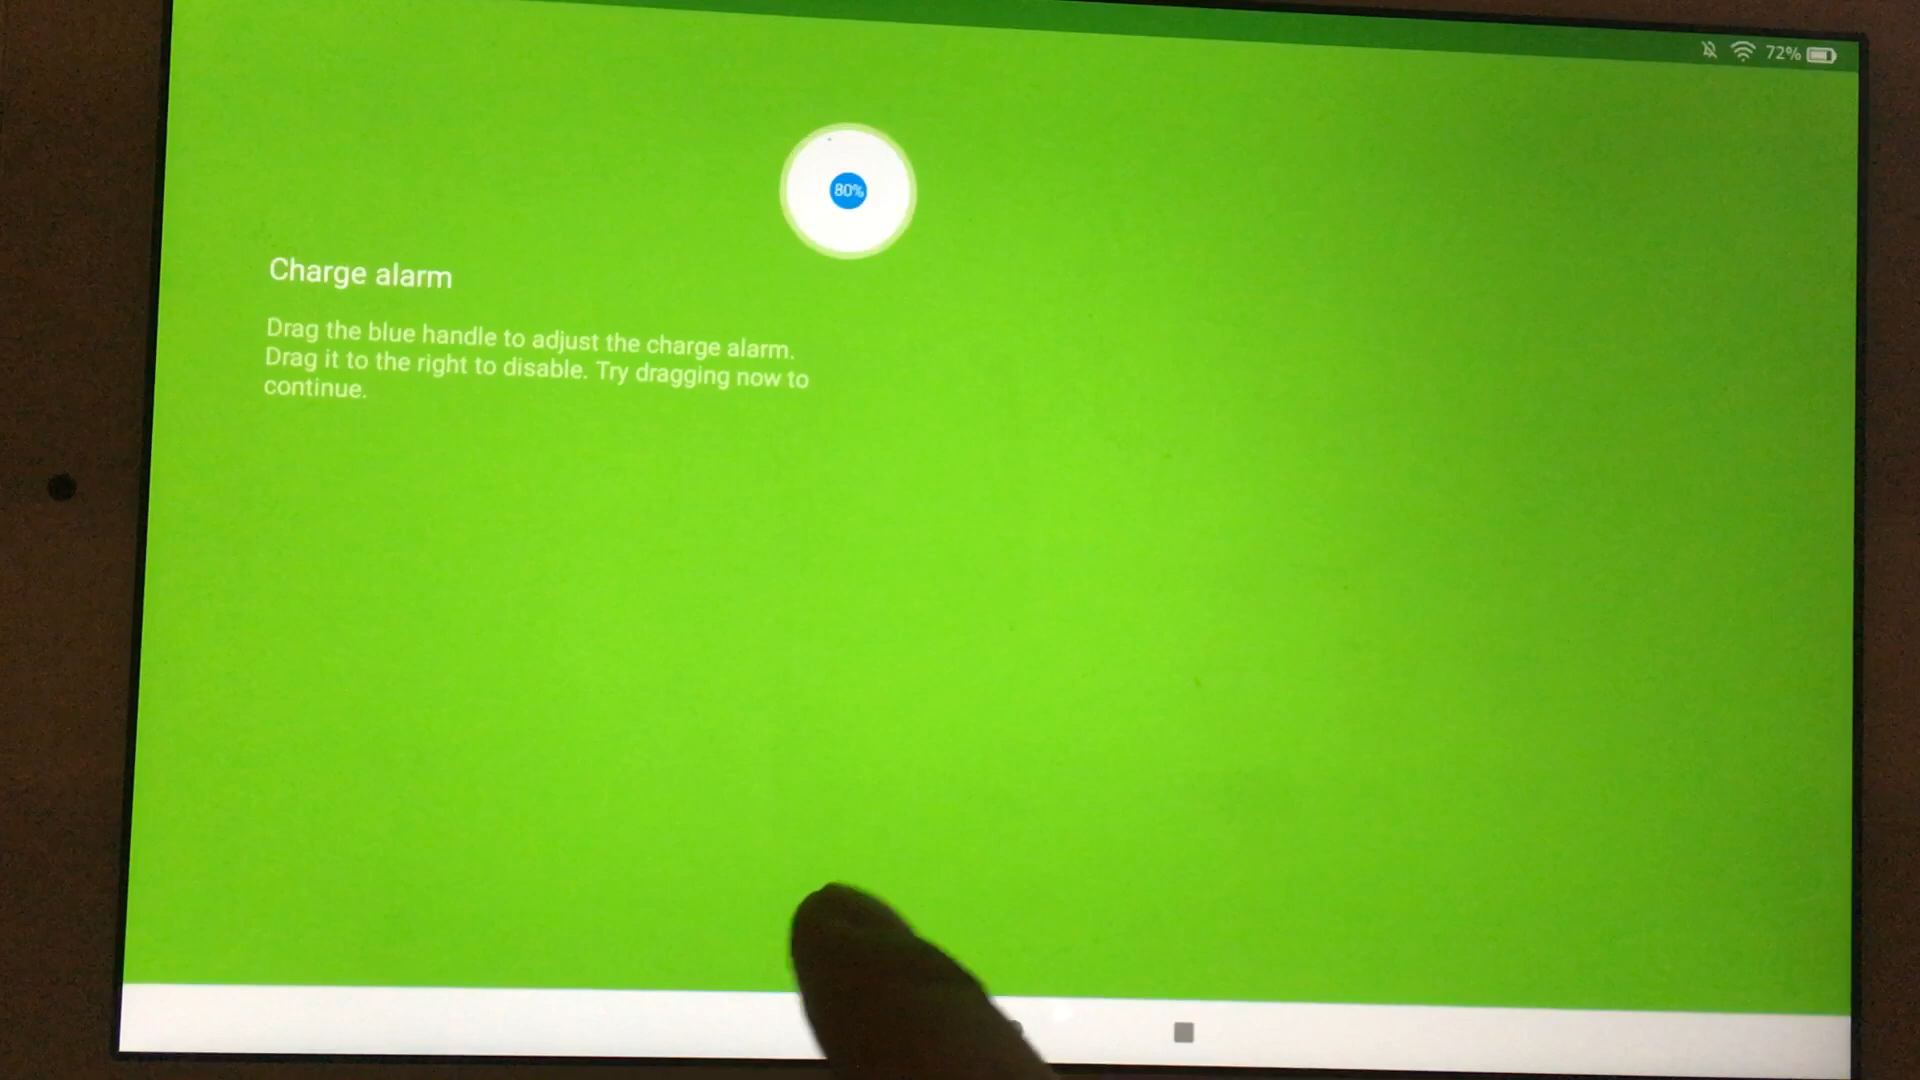 72%
80%
Charge alarm
Drag the blue handle to adjust the charge alarm.
Drag it to the right to disable. Try dragging now to
continue.